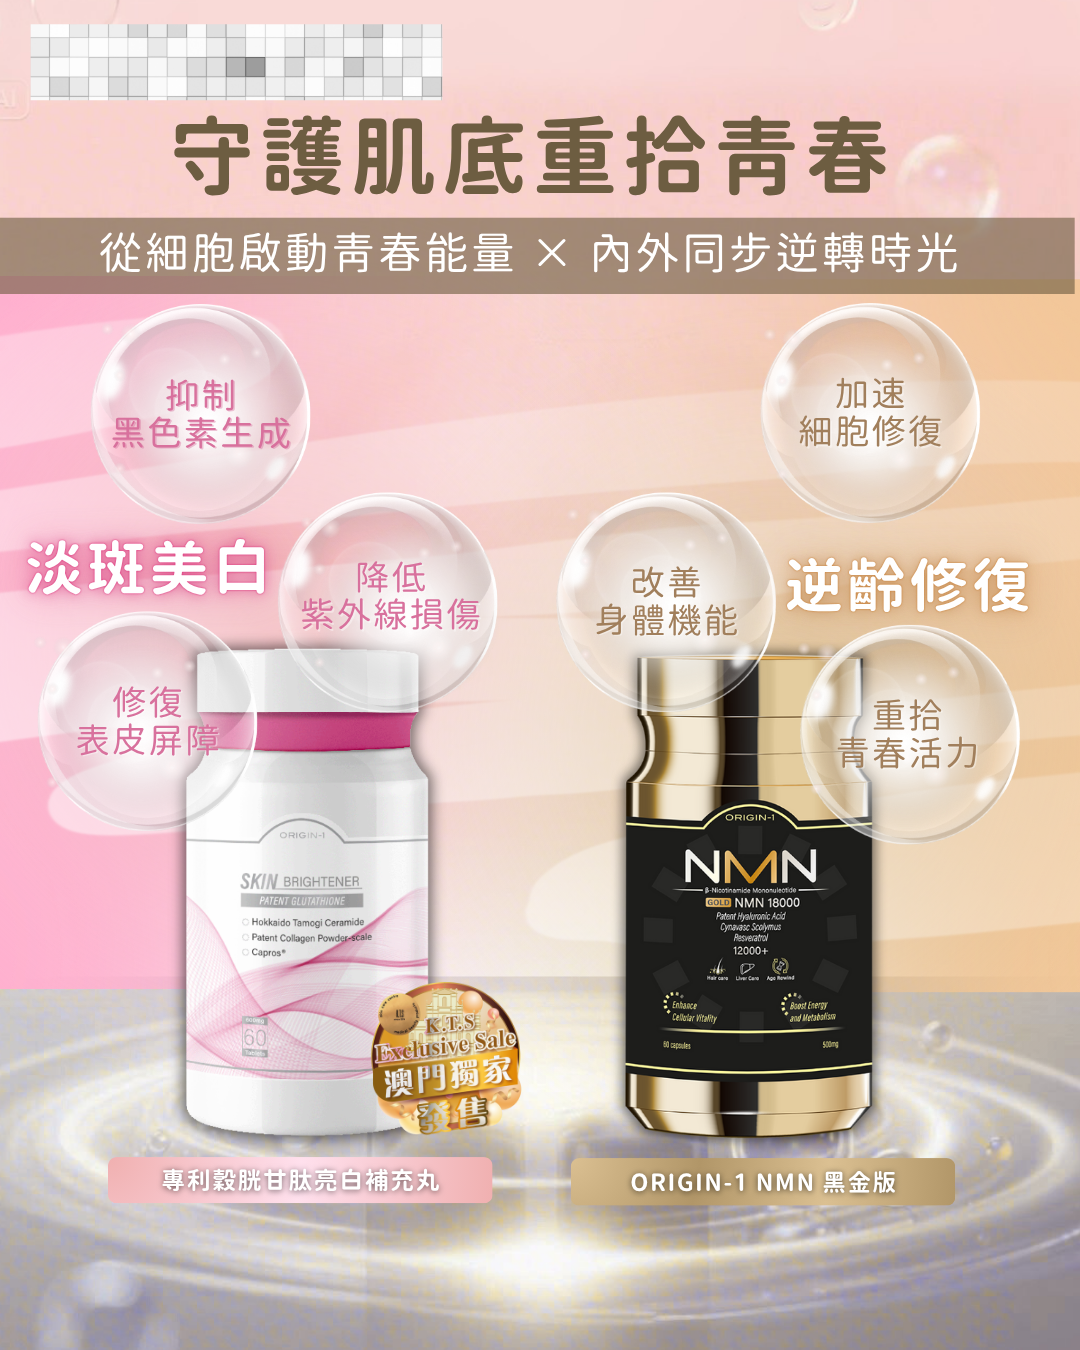 守護肌底重拾青春
從細胞啟動青春能量 × 內外同步逆轉時光
抑制
黑色素生成
加速
細胞修復
淡斑美白
降低
紫外線損傷
改善
身體機能
逆齡修復
修復
表皮屏障
重拾
青春活力
ORIGIN-1
SKIN BRIGHTENER
PATENT GLUTATHIONE
Hokkaido Tamogi Ceramide
Patent Collagen Powder-scale
Capros®
60
K.T.S
Exclusive Sale
澳門獨家
發售
ORIGIN-1
NMN
β-Nicotinamide Mononuleotide
GOLD NMN 18000
Patent Hyaluronic Acid
Cynavasc Scolymus
Resveratrol
12000+
Hair care Liver Care Age Rewind
Enhance
Cellular Vitality
Boost Energy
and Metabolism
60 capsules
500mg
專利穀胱甘肽亮白補充丸
ORIGIN-1 NMN 黑金版